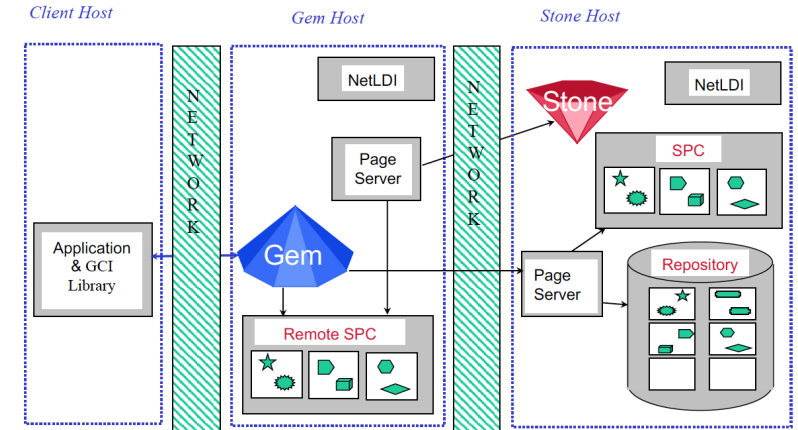 Client Host
Gem Host
Stone Host
NetLDI
NetLDI
N
E
T
W
O
R
K
N
E
T
W
O
R
K
Stone
Page
Server
SPC
Application
& GCI
Library
Gem
Page
Server
Repository
Remote SPC